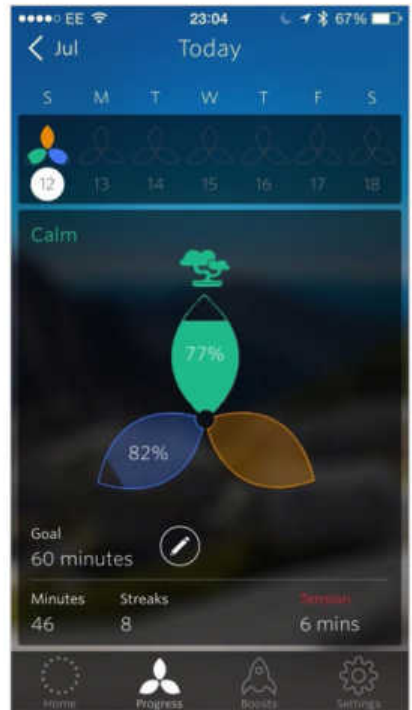 EE 23:04 67%
Jul Today
S M T W T F S
12 13 14 15 16 17 18
Calm
77%
82%
Goal
60 minutes
Minutes Streaks Tension
46 8 6 mins
Home Progress Boosts Settings